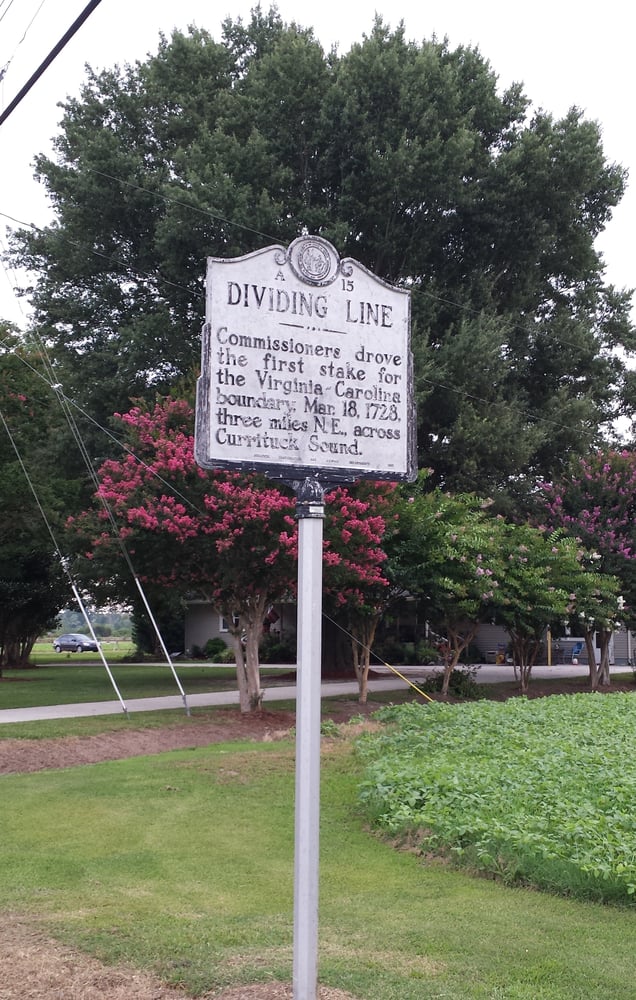 A 15
DIVIDING LINE
Commissioners drove
the first stake for
the Virginia-Carolina
boundary, Mar. 18, 1728,
three miles N.E., across
Currituck Sound.